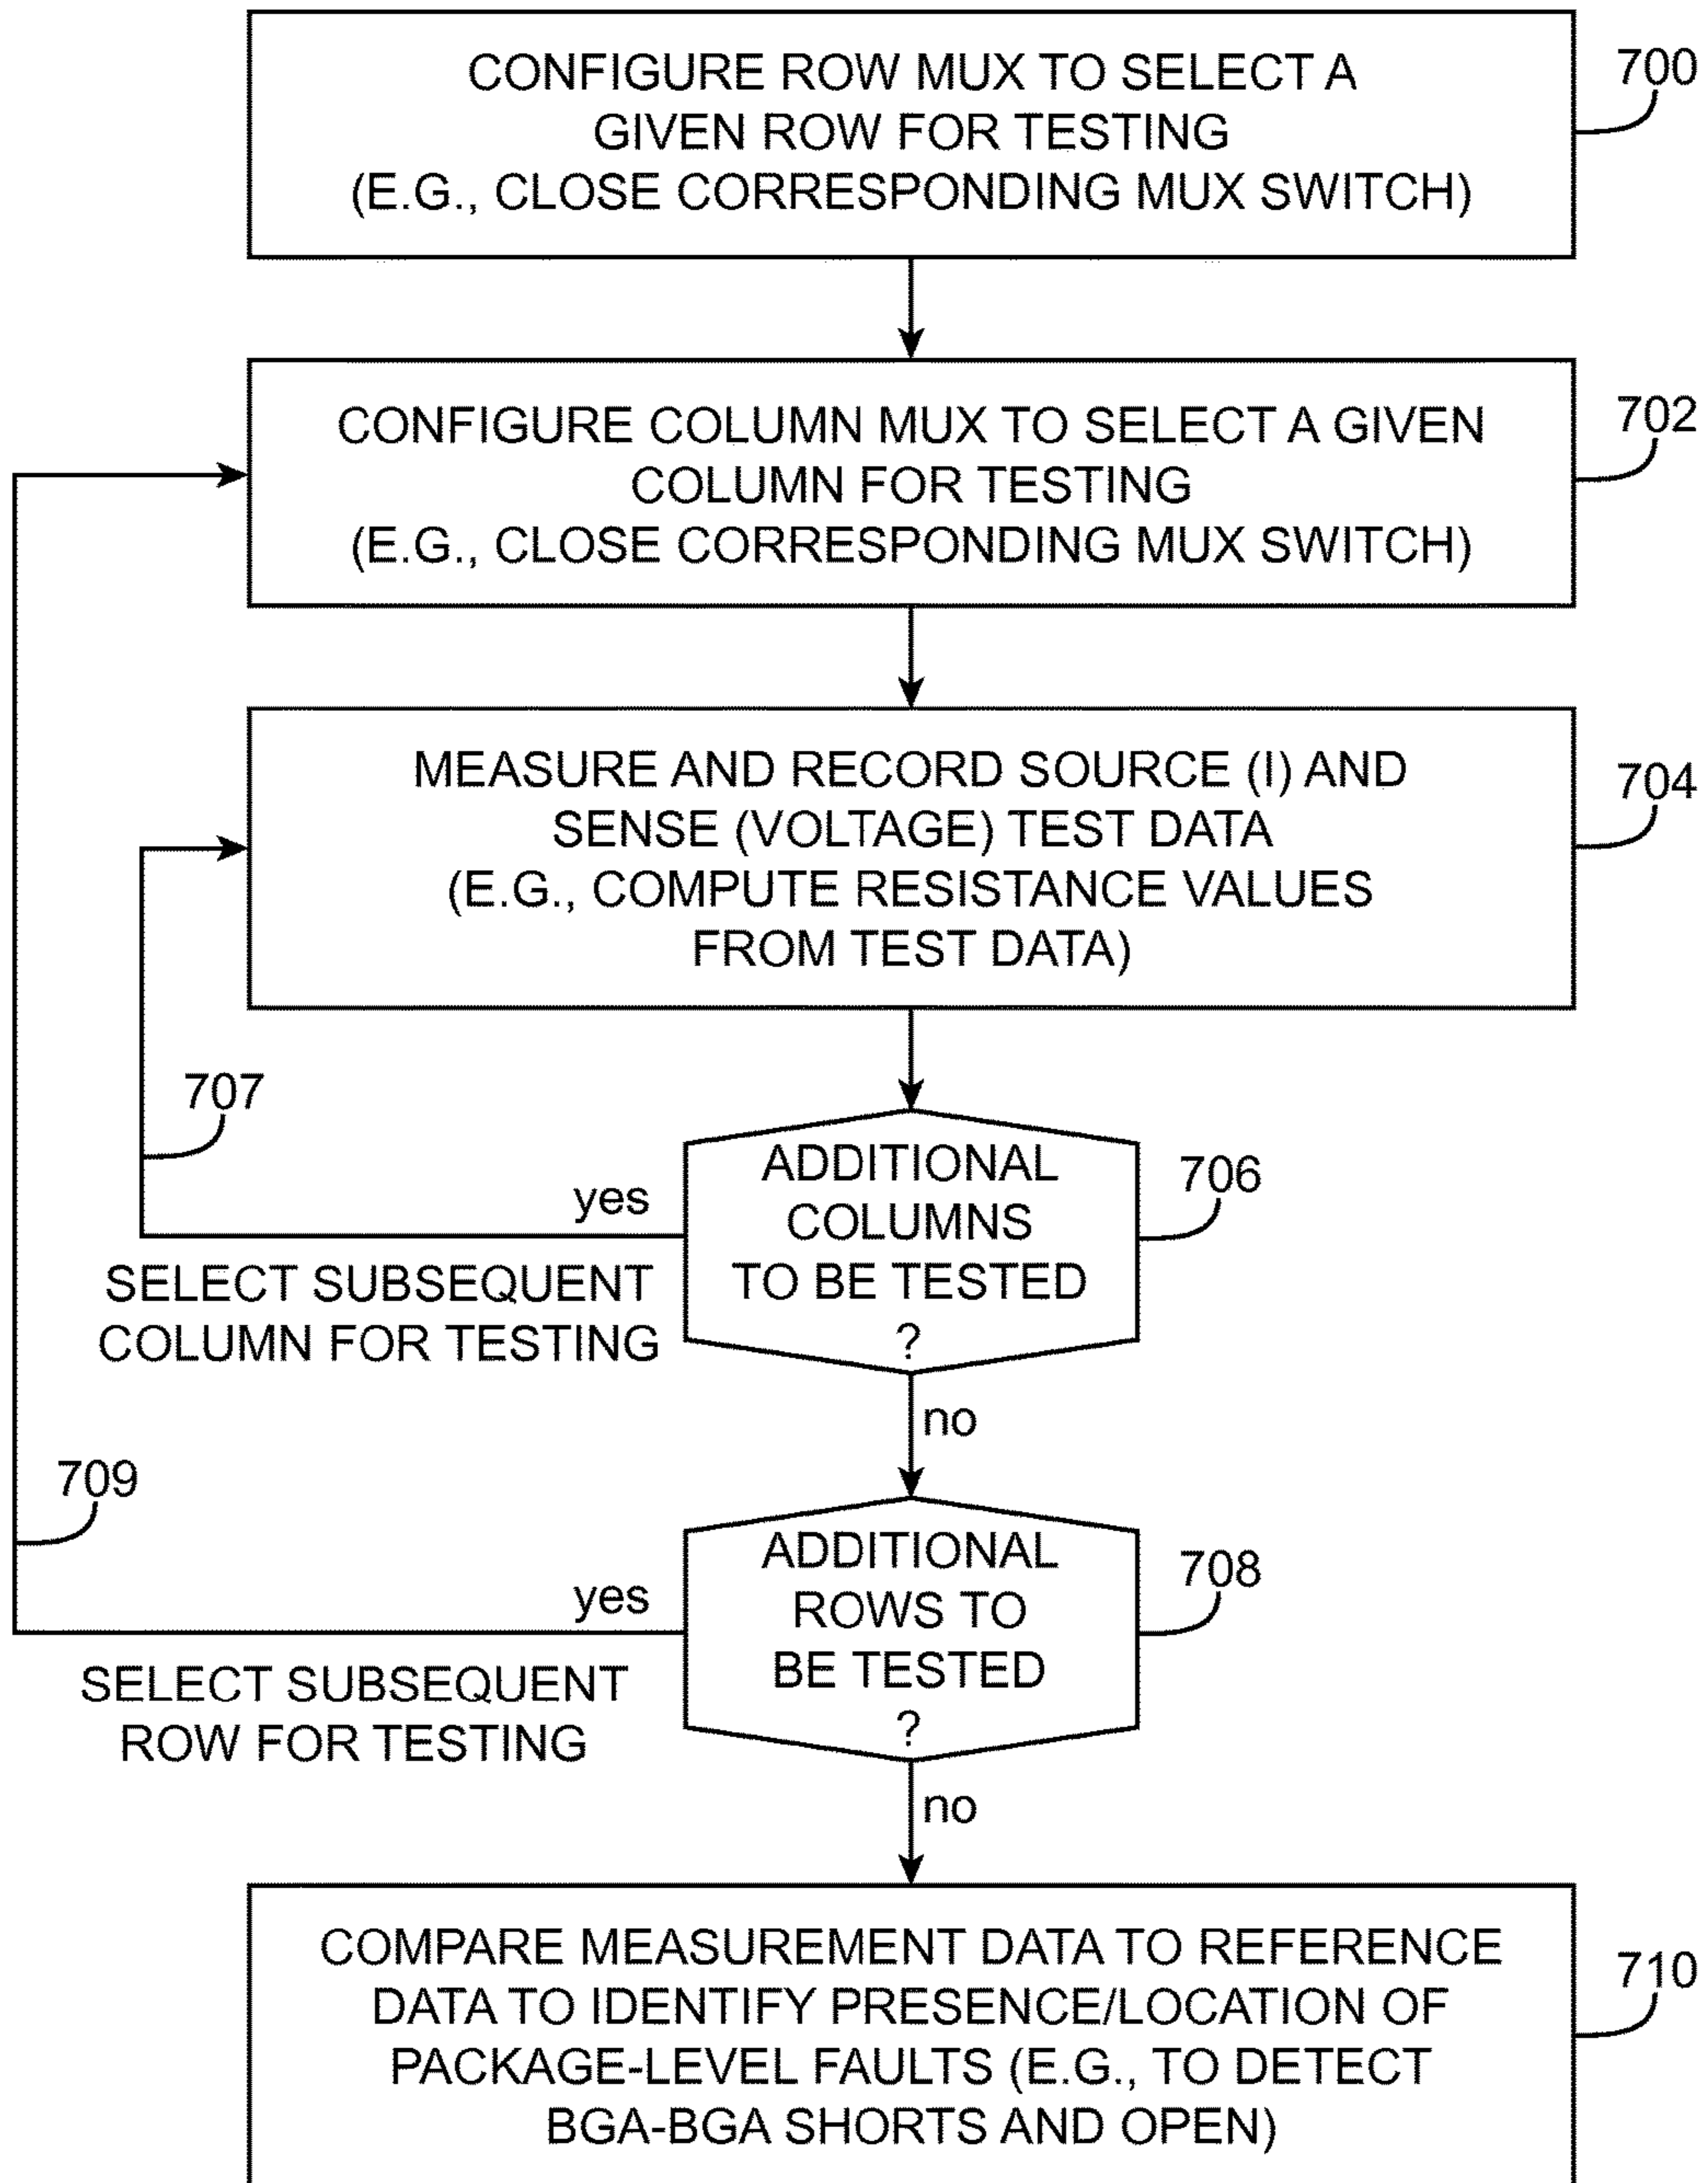 CONFIGURE ROW MUX TO SELECT A
GIVEN ROW FOR TESTING
(E.G., CLOSE CORRESPONDING MUX SWITCH)
700
CONFIGURE COLUMN MUX TO SELECT A GIVEN
COLUMN FOR TESTING
(E.G., CLOSE CORRESPONDING MUX SWITCH)
702
MEASURE AND RECORD SOURCE (I) AND
SENSE (VOLTAGE) TEST DATA
(E.G., COMPUTE RESISTANCE VALUES
FROM TEST DATA)
704
707
ADDITIONAL
COLUMNS
TO BE TESTED
?
706
yes
SELECT SUBSEQUENT
COLUMN FOR TESTING
no
709
ADDITIONAL
ROWS TO
BE TESTED
?
708
yes
SELECT SUBSEQUENT
ROW FOR TESTING
no
COMPARE MEASUREMENT DATA TO REFERENCE
DATA TO IDENTIFY PRESENCE/LOCATION OF
PACKAGE-LEVEL FAULTS (E.G., TO DETECT
BGA-BGA SHORTS AND OPEN)
710